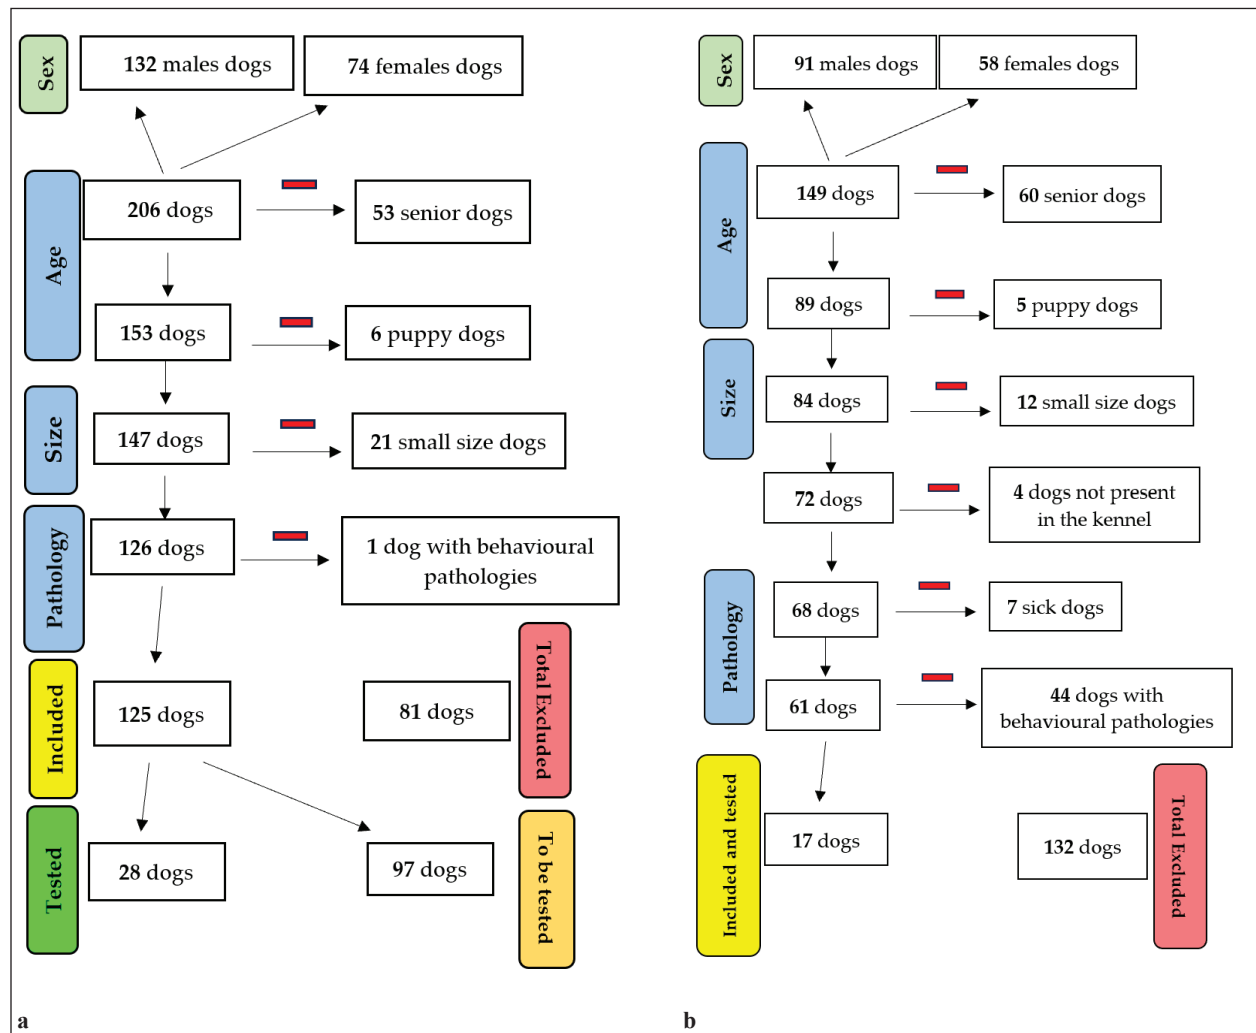 Sex
132 males dogs
74 females dogs
Age
206 dogs
53 senior dogs
153 dogs
6 puppy dogs
Size
147 dogs
21 small size dogs
Pathology
126 dogs
1 dog with behavioural
pathologies
Included
125 dogs
81 dogs
Total Excluded
Tested
28 dogs
97 dogs
To be tested
a
Sex
91 males dogs
58 females dogs
Age
149 dogs
60 senior dogs
89 dogs
5 puppy dogs
Size
84 dogs
12 small size dogs
72 dogs
4 dogs not present
in the kennel
Pathology
68 dogs
7 sick dogs
61 dogs
44 dogs with
behavioural pathologies
Included and tested
17 dogs
132 dogs
Total Excluded
b